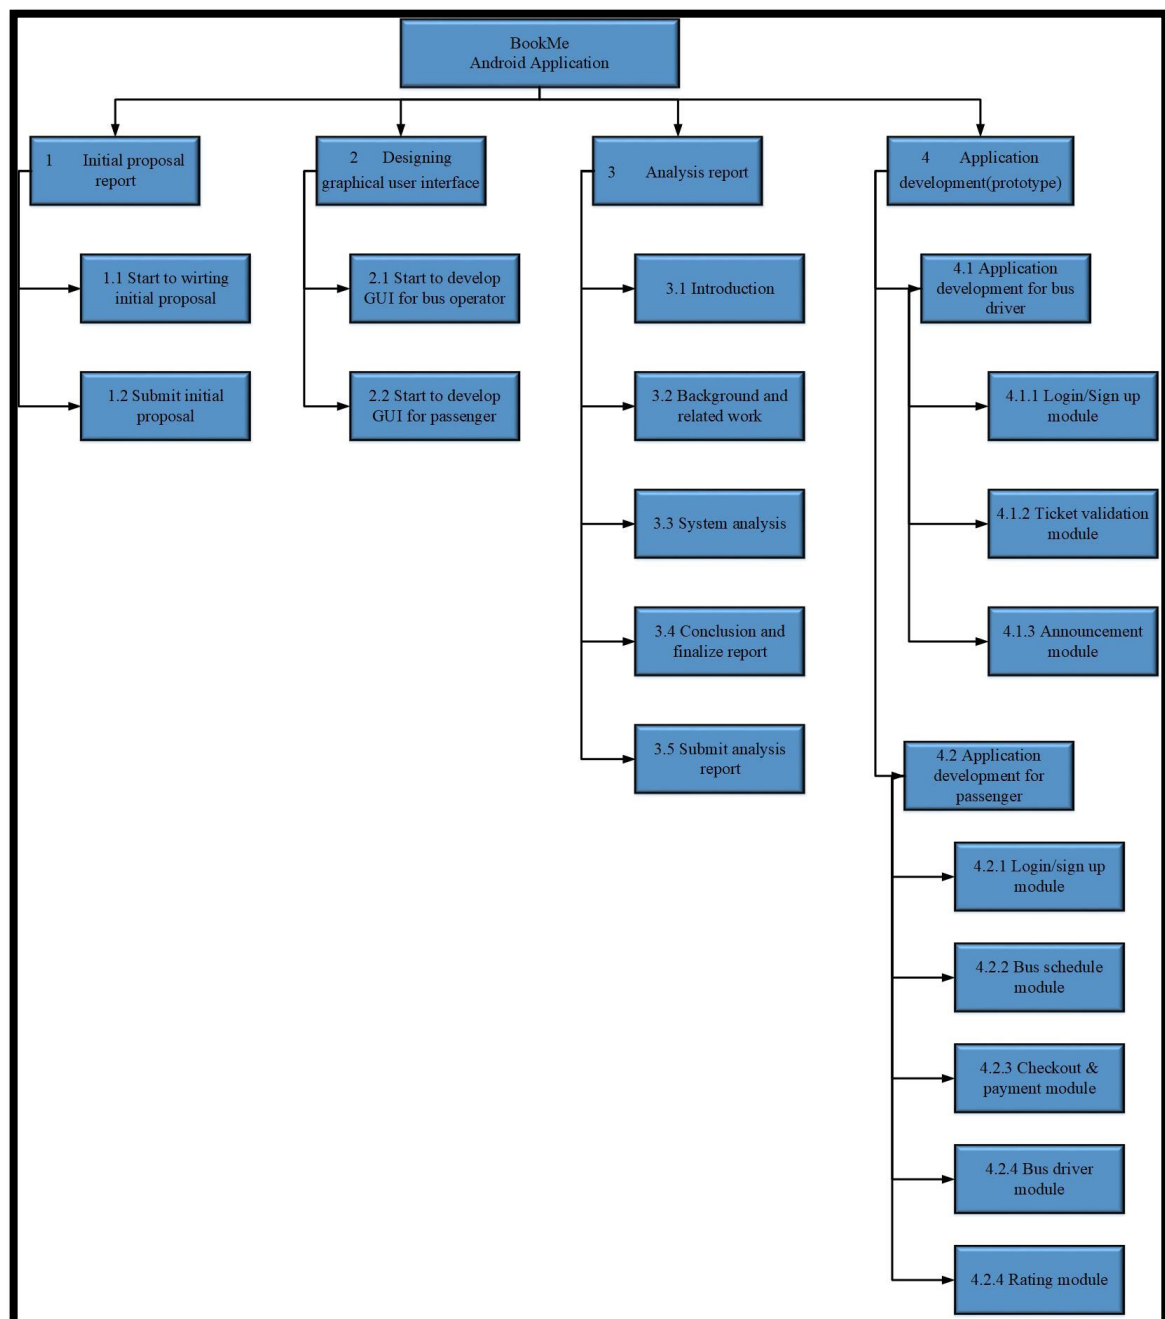 BookMe
Android Application
1 Initial proposal
report
2 Designing
graphical user interface
3 Analysis report
4 Application
development(prototype)
1.1 Start to wirting
initial proposal
1.2 Submit initial
proposal
2.1 Start to develop
GUI for bus operator
2.2 Start to develop
GUI for passenger
3.1 Introduction
3.2 Background and
related work
3.3 System analysis
3.4 Conclusion and
finalize report
3.5 Submit analysis
report
4.1 Application
development for bus
driver
4.1.1 Login/Sign up
module
4.1.2 Ticket validation
module
4.1.3 Announcement
module
4.2 Application
development for
passenger
4.2.1 Login/sign up
module
4.2.2 Bus schedule
module
4.2.3 Checkout &
payment module
4.2.4 Bus driver
module
4.2.4 Rating module